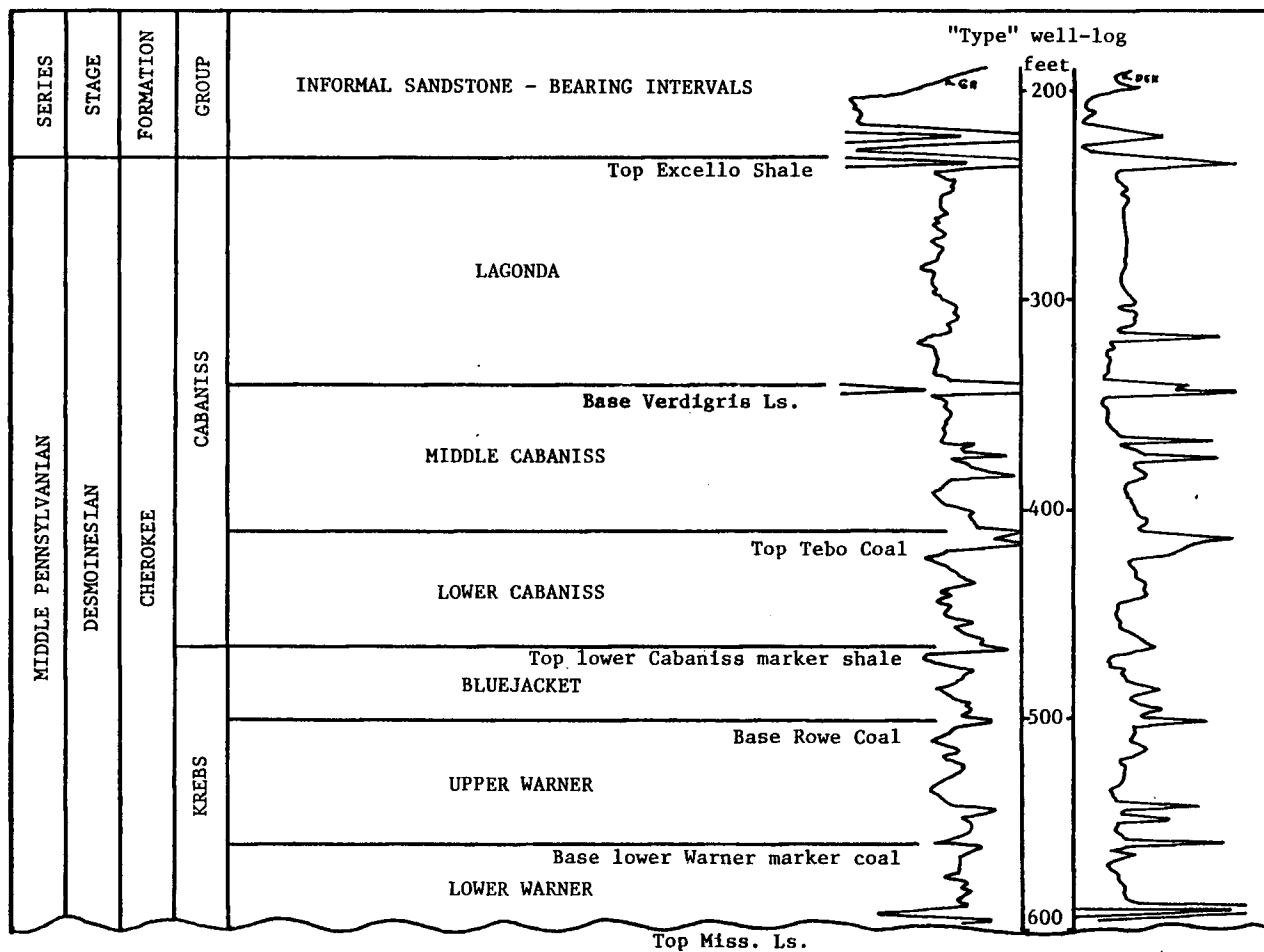 "Type" well-log
SERIES
STAGE
FORMATION
GROUP
INFORMAL SANDSTONE - BEARING INTERVALS
feet
GR
DEN
200
Top Excello Shale
MIDDLE PENNSYLVANIAN
DESMOINESIAN
CHEROKEE
CABANISS
LAGONDA
300
Base Verdigris Ls.
MIDDLE CABANISS
400
Top Tebo Coal
LOWER CABANISS
Top lower Cabaniss marker shale
KREBS
BLUEJACKET
500
Base Rowe Coal
UPPER WARNER
Base lower Warner marker coal
LOWER WARNER
600
Top Miss. Ls.